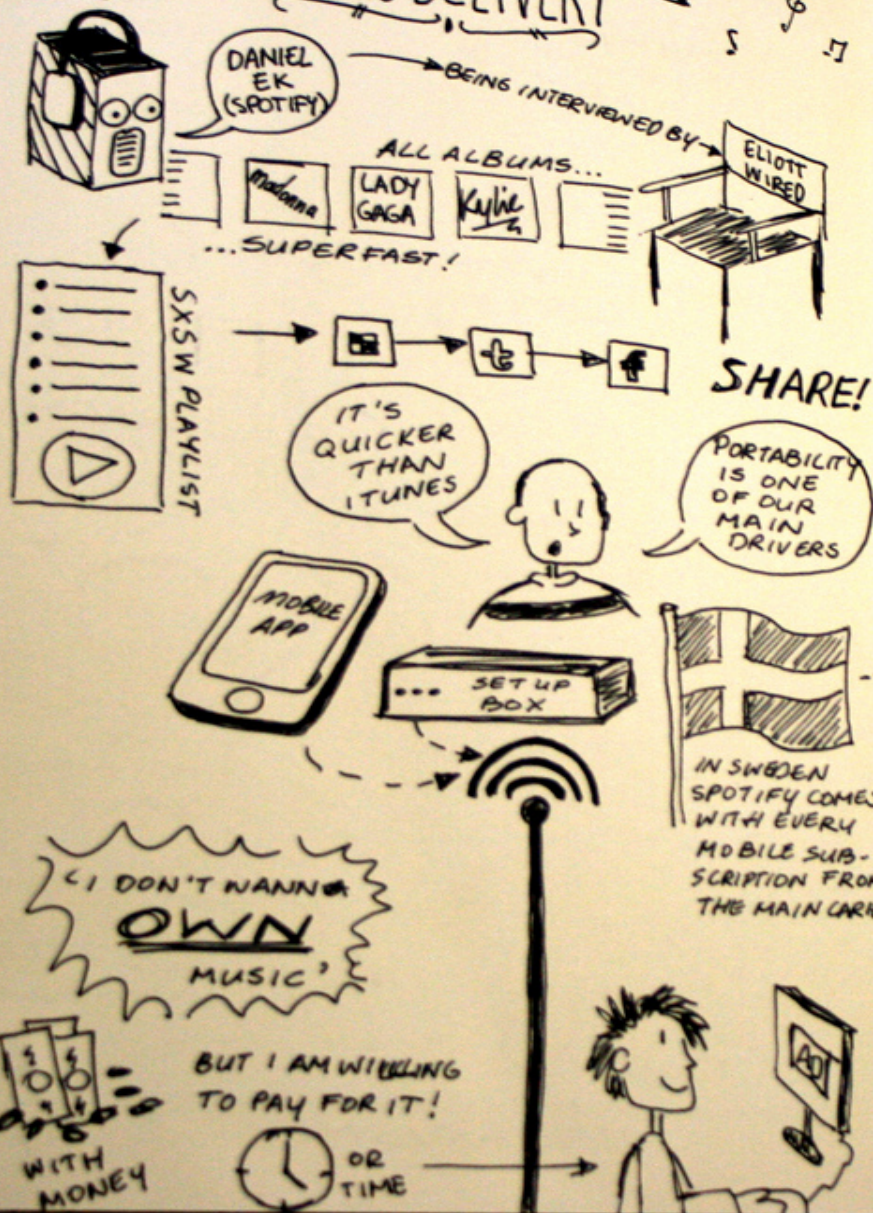 DELIVERY
DANIEL
EK
(SPOTIFY)
BEING INTERVIEWED BY
ELIOTT
WIRED
ALL ALBUMS...
Madonna
LADY
GAGA
Kylie
...SUPERFAST!
SXSW PLAYLIST
t
f
SHARE!
IT'S
QUICKER
THAN
ITUNES
PORTABILITY
IS ONE
OF OUR
MAIN
DRIVERS
MOBILE
APP
SET UP
BOX
IN SWEDEN
SPOTIFY COMES
WITH EVERY
MOBILE SUB-
SCRIPTION FROM
THE MAIN CARR
'I DON'T WANNA
OWN
MUSIC'
BUT I AM WILLING
TO PAY FOR IT!
WITH
MONEY
OR
TIME
AD